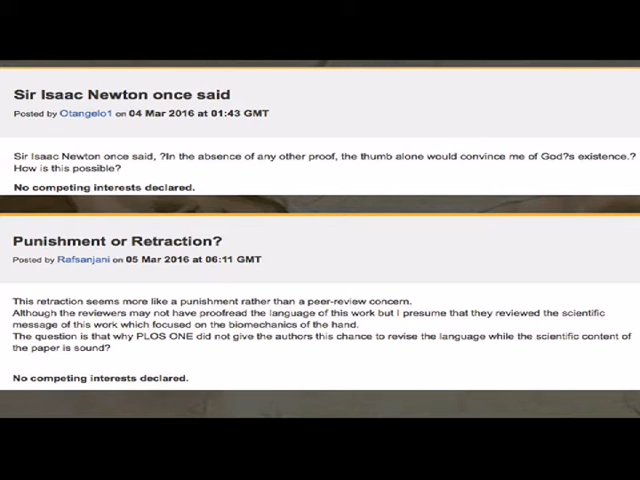 Sir Isaac Newton once said
Posted by Otangelo1 on 04 Mar 2016 at 01:43 GMT
Sir Isaac Newton once said, ?In the absence of any other proof, the thumb alone would convince me of God?s existence.?
How is this possible?
No competing interests declared.
Punishment or Retraction?
Posted by Rafsanjani on 05 Mar 2016 at 06:11 GMT
This retraction seems more like a punishment rather than a peer-review concern.
Although the reviewers may not have proofread the language of this work but I presume that they reviewed the scientific
message of this work which focused on the biomechanics of the hand.
The question is that why PLOS ONE did not give the authors this chance to revise the language while the scientific content of
the paper is sound?
No competing interests declared.